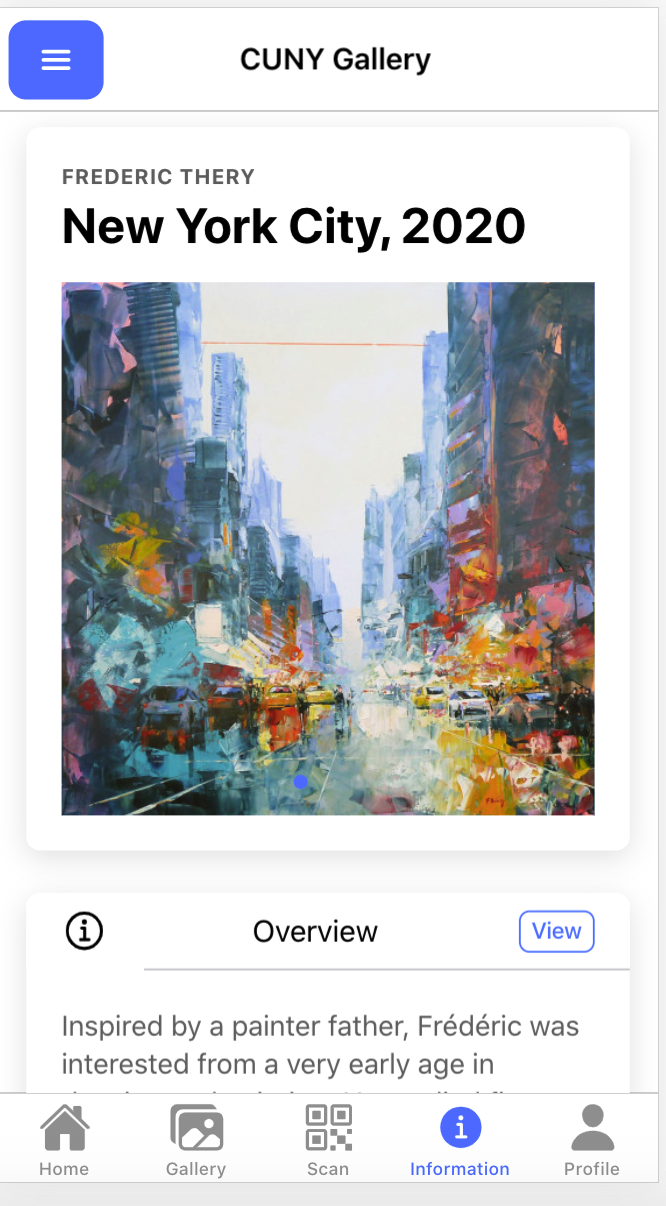 CUNY Gallery
FREDERIC THERY
New York City, 2020
Overview
View
Inspired by a painter father, Frédéric was
interested from a very early age in
Home
Gallery
Scan
Information
Profile